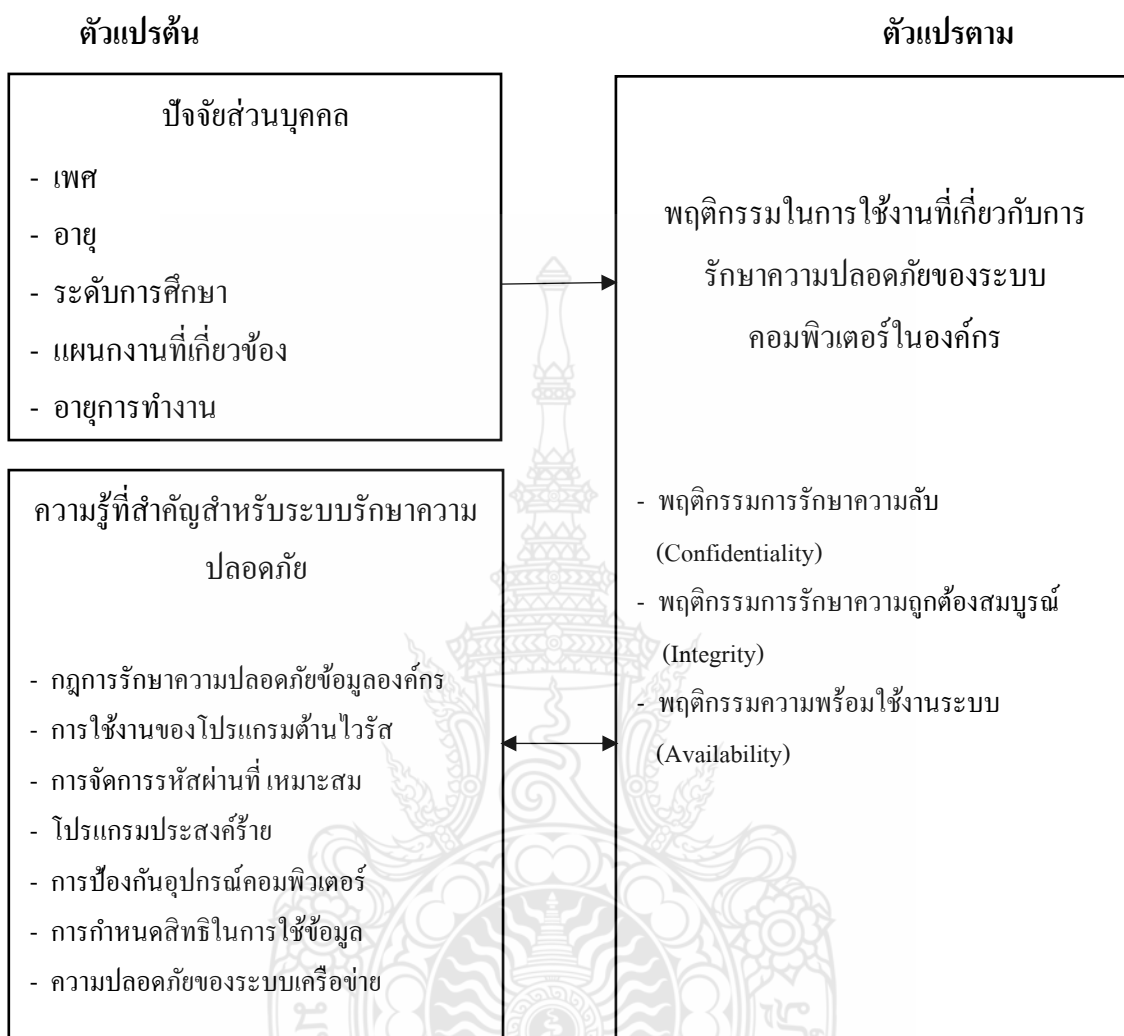 ตัวแปรต้น
ตัวแปรตาม
ปัจจัยส่วนบุคคล
- เพศ
- อายุ
- ระดับการศึกษา
- แผนกงานที่เกี่ยวข้อง
- อายุการทำงาน
ความรู้ที่สำคัญสำหรับระบบรักษาความ
ปลอดภัย
- กฎการรักษาความปลอดภัยข้อมูลองค์กร
- การใช้งานของโปรแกรมต้านไวรัส
- การจัดการรหัสผ่านที่ เหมาะสม
- โปรแกรมประสงค์ร้าย
- การป้องกันอุปกรณ์คอมพิวเตอร์
- การกำหนดสิทธิในการใช้ข้อมูล
- ความปลอดภัยของระบบเครือข่าย
พฤติกรรมในการใช้งานที่เกี่ยวกับการ
รักษาความปลอดภัยของระบบ
คอมพิวเตอร์ในองค์กร
- พฤติกรรมการรักษาความลับ
(Confidentiality)
- พฤติกรรมการรักษาความถูกต้องสมบูรณ์
(Integrity)
- พฤติกรรมความพร้อมใช้งานระบบ
(Availability)